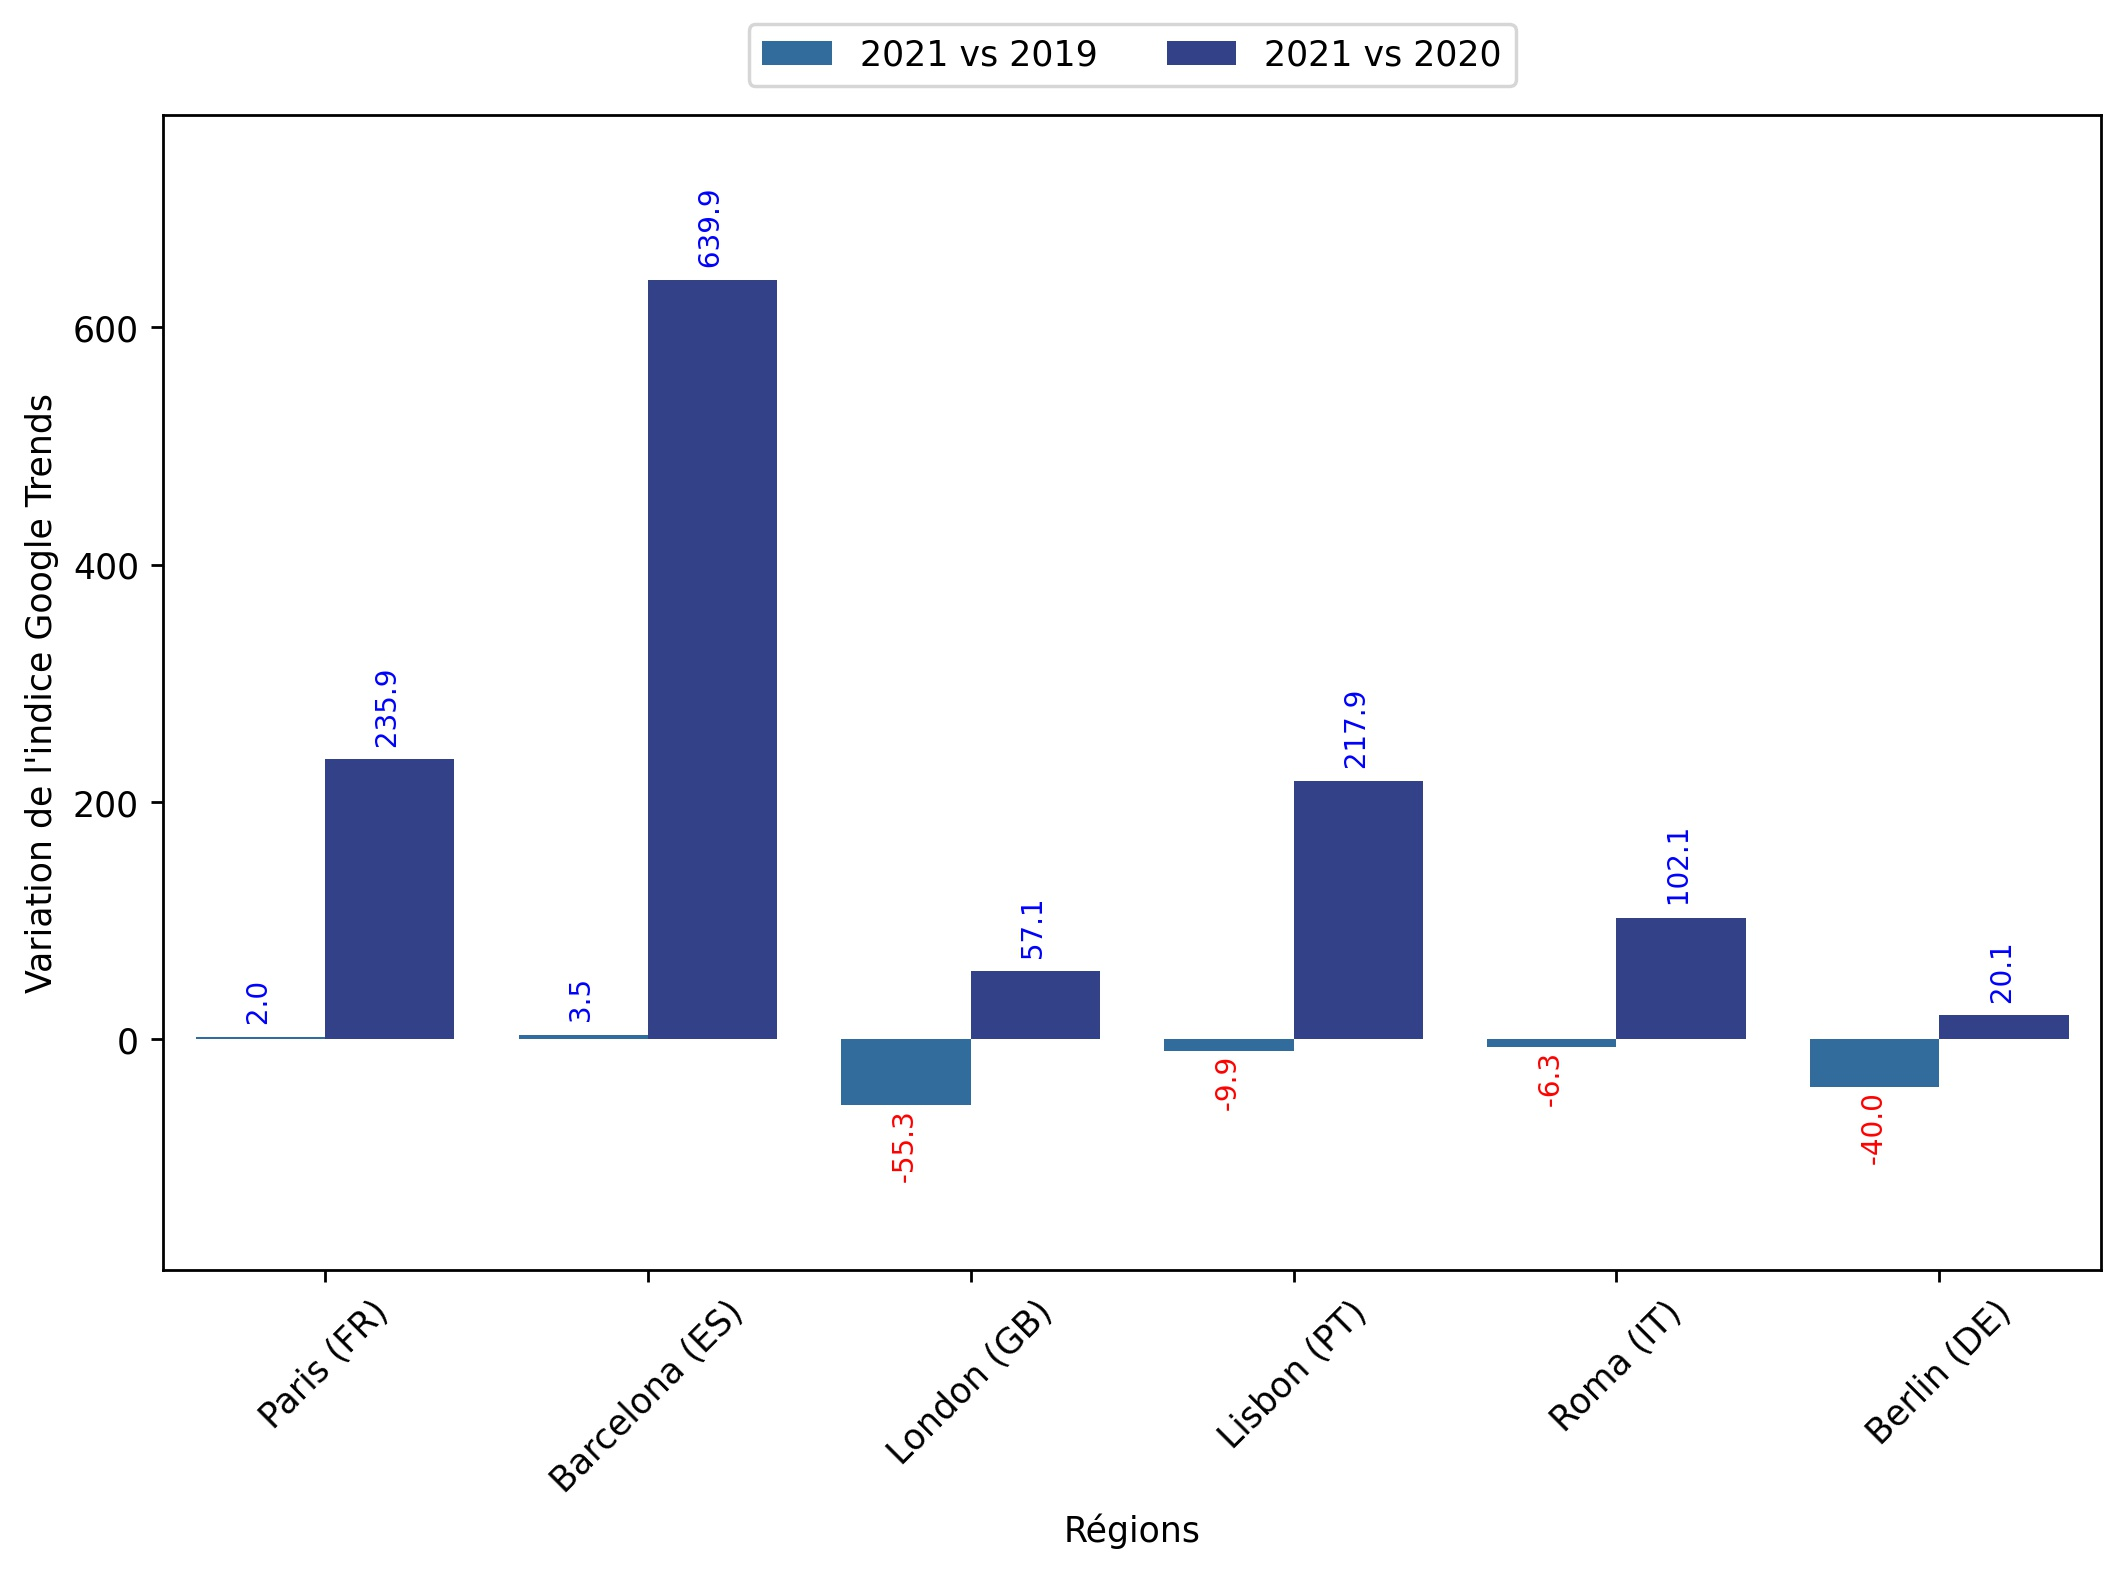 2021 vs 2019
2021 vs 2020
Variation de l'indice Google Trends
600
400
200
0
2.0
235.9
3.5
639.9
-55.3
57.1
-9.9
217.9
-6.3
102.1
-40.0
20.1
Paris (FR)
Barcelona (ES)
London (GB)
Lisbon (PT)
Roma (IT)
Berlin (DE)
Régions